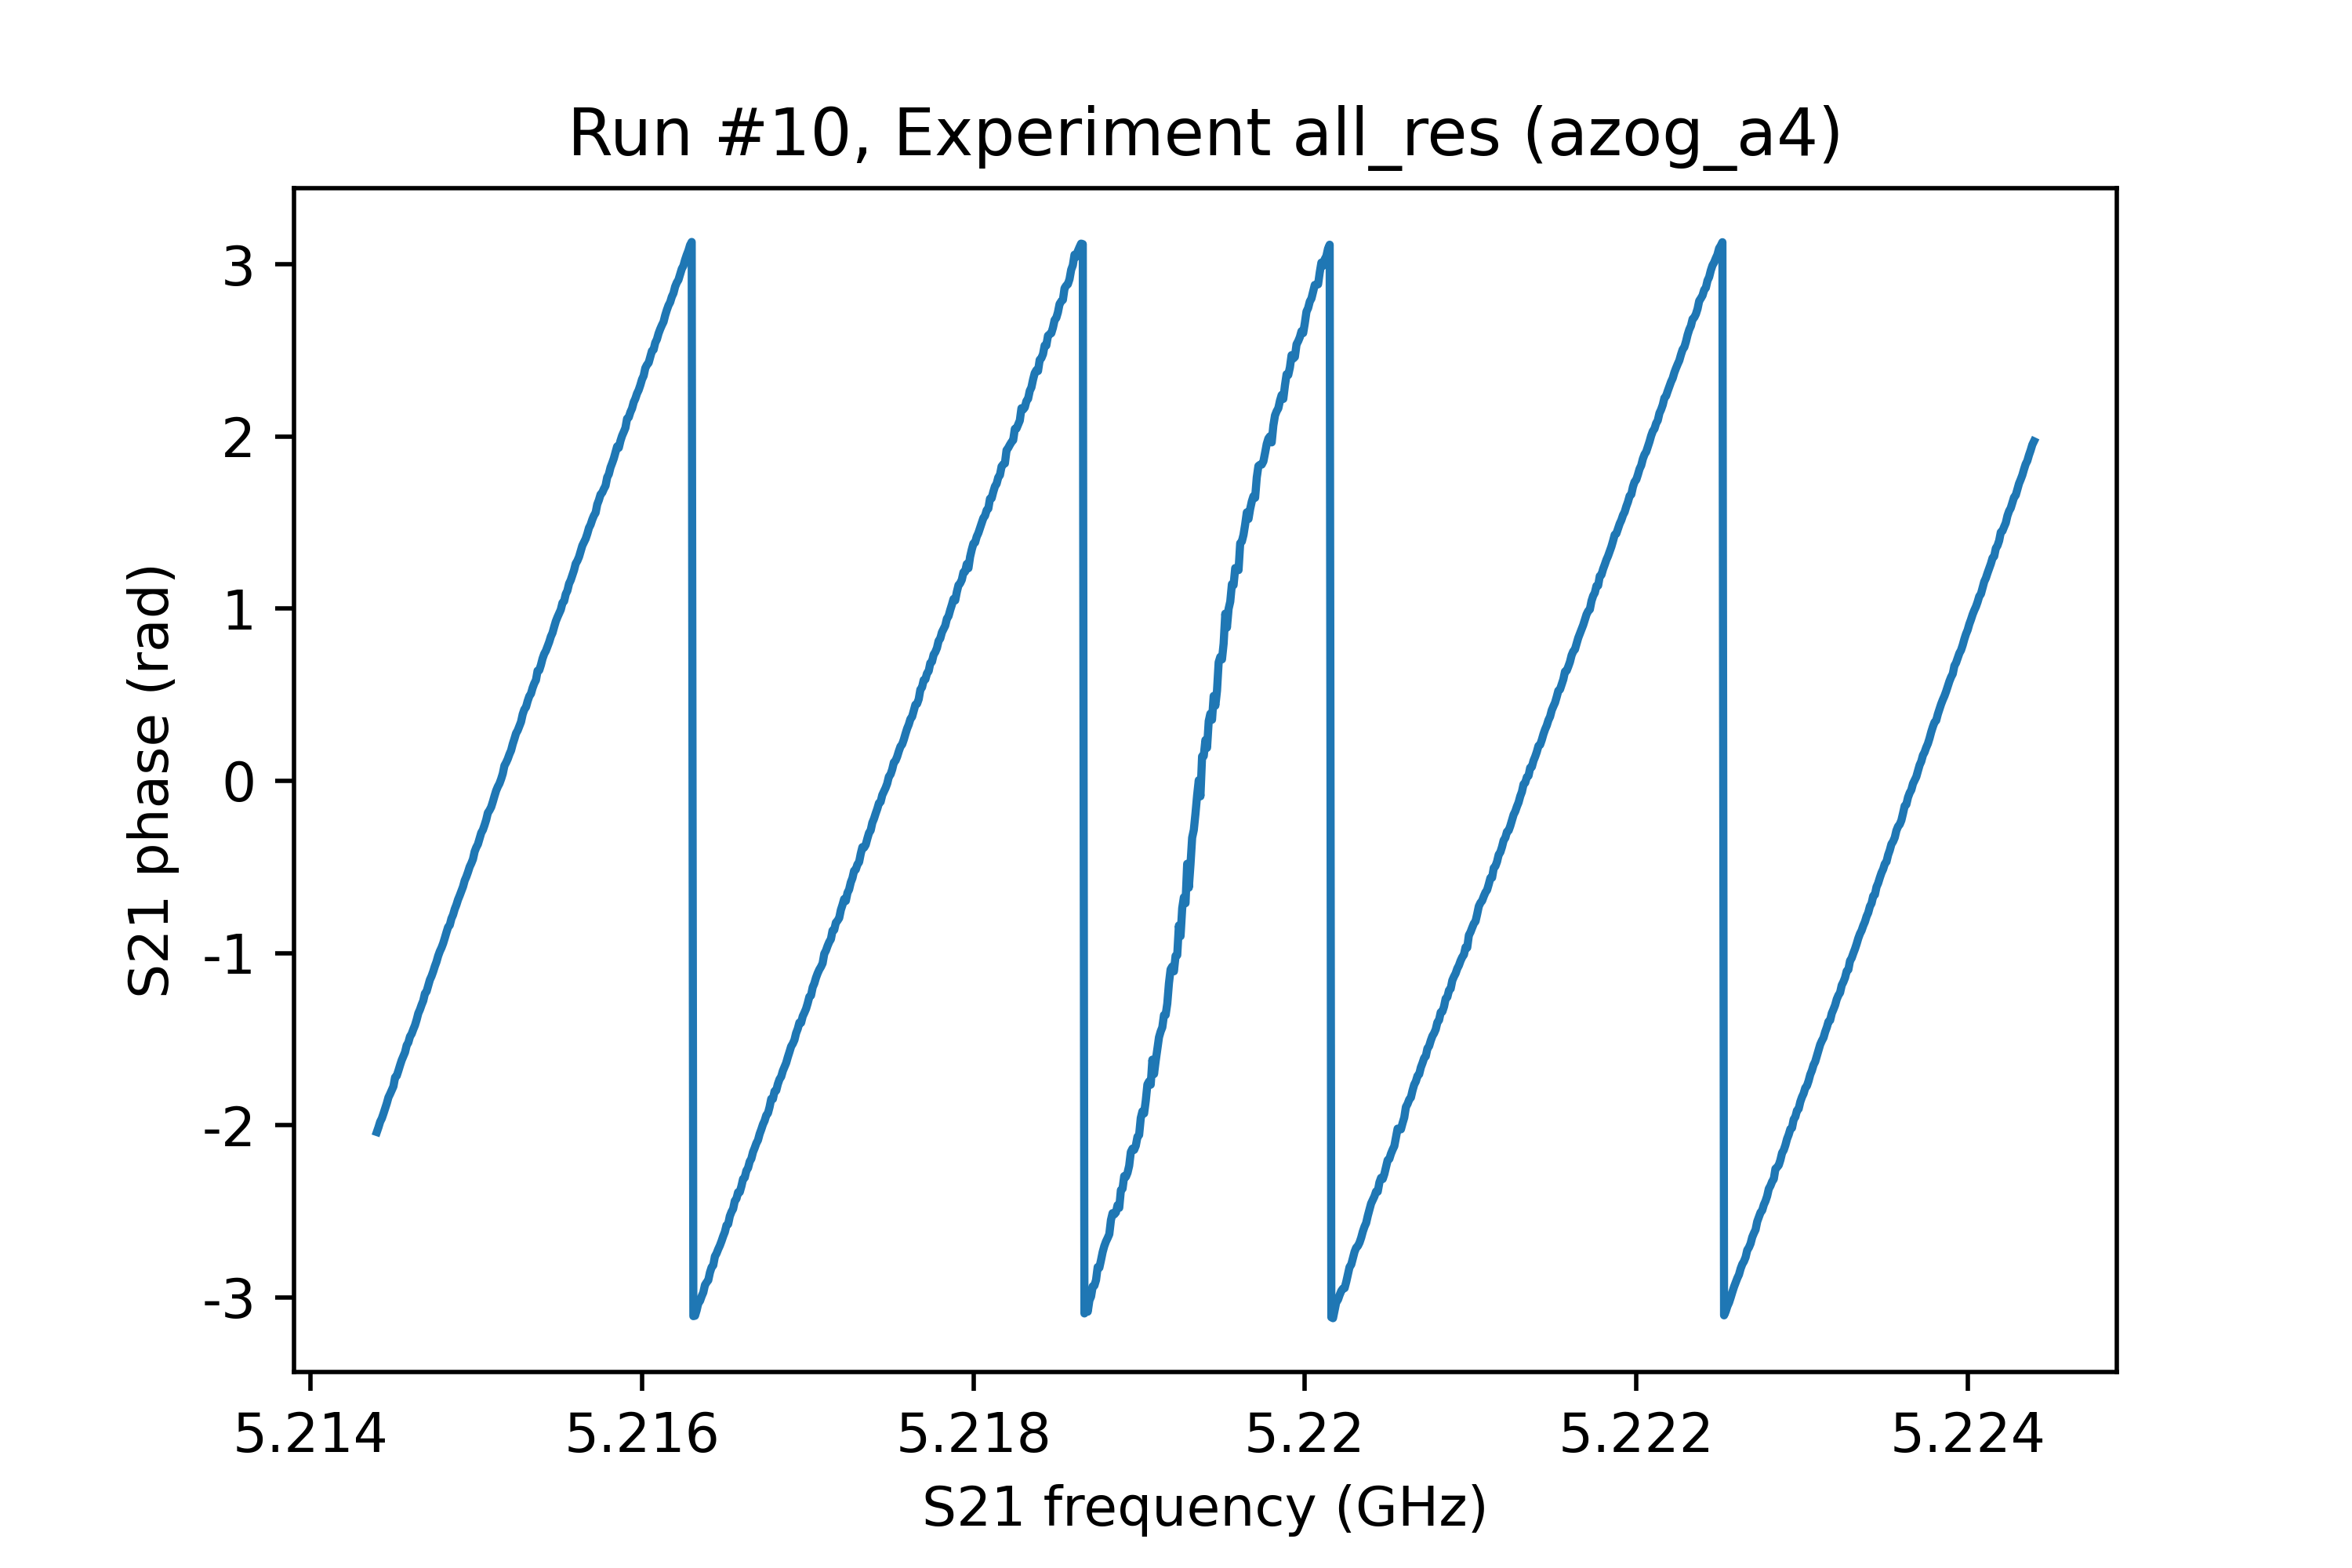 Run #10, Experiment all_res (azog_a4)
S21 phase (rad)
3
2
1
0
-1
-2
-3
5.214 5.216 5.218 5.22 5.222 5.224
S21 frequency (GHz)